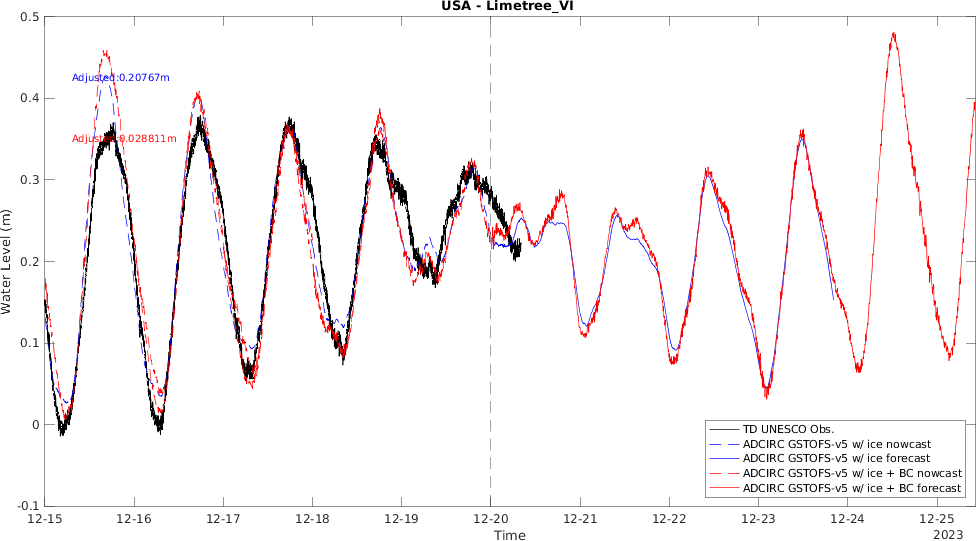 USA - Limetree_VI
0.5
0.4
0.3
0.2
0.1
0
-0.1
Water Level (m)
Adjusted:0.20767m
Adjusted:0.028811m
TD UNESCO Obs.
ADCIRC GSTOFS-v5 w/ ice nowcast
ADCIRC GSTOFS-v5 w/ ice forecast
ADCIRC GSTOFS-v5 w/ ice + BC nowcast
ADCIRC GSTOFS-v5 w/ ice + BC forecast
12-15 12-16 12-17 12-18 12-19 12-20 12-21 12-22 12-23 12-24 12-25
Time
2023